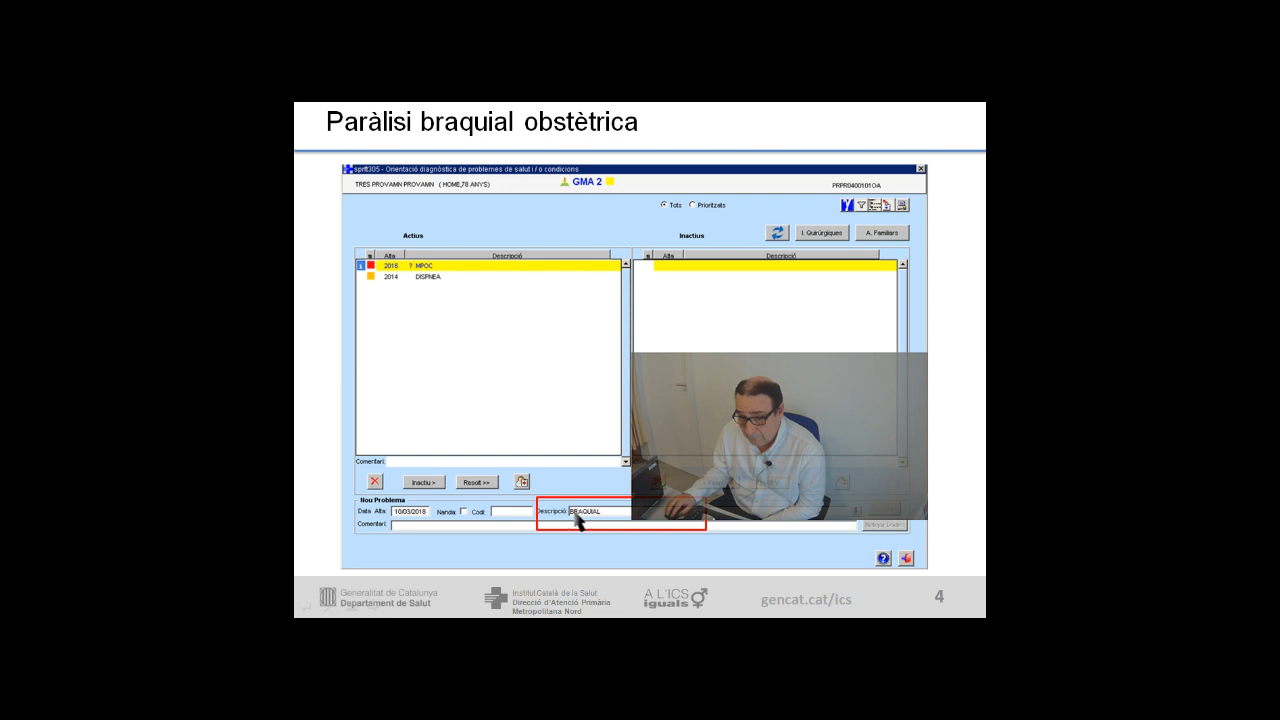 Paràlisi braquial obstètrica
sprtt305 - Orientació diagnòstica de problemes de salut i / o condicions
TRES PROVAMN PROVAMN ( HOME,78 ANYS)
GMA 2
PRPR0400101OA
Tots
Prioritzats
Actius
Inactius
I. Quirúrgiques
A. Familiars
Alta
Descripció
2016 ? MPOC
2014 DISPNEA
Alta
Descripció
Comentari:
Inactiu >
Resolt >>
Nou Problema
Data Alta: 10/03/2018 Nanda: Codi: Descripció: BRAQUIAL
Comentari:
Generalitat de Catalunya
Departament de Salut
Institut Català de la Salut
Direcció d'Atenció Primària
Metropolitana Nord
A L'ICS
iguals
gencat.cat/ics
4